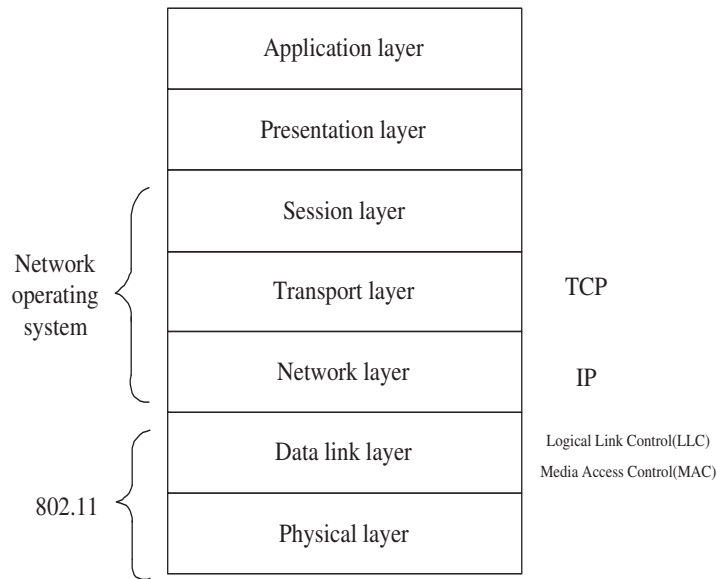 Application layer
Presentation layer
Session layer
Network
operating
system
Transport layer
TCP
Network layer
IP
Data link layer
Logical Link Control(LLC)
Media Access Control(MAC)
802.11
Physical layer